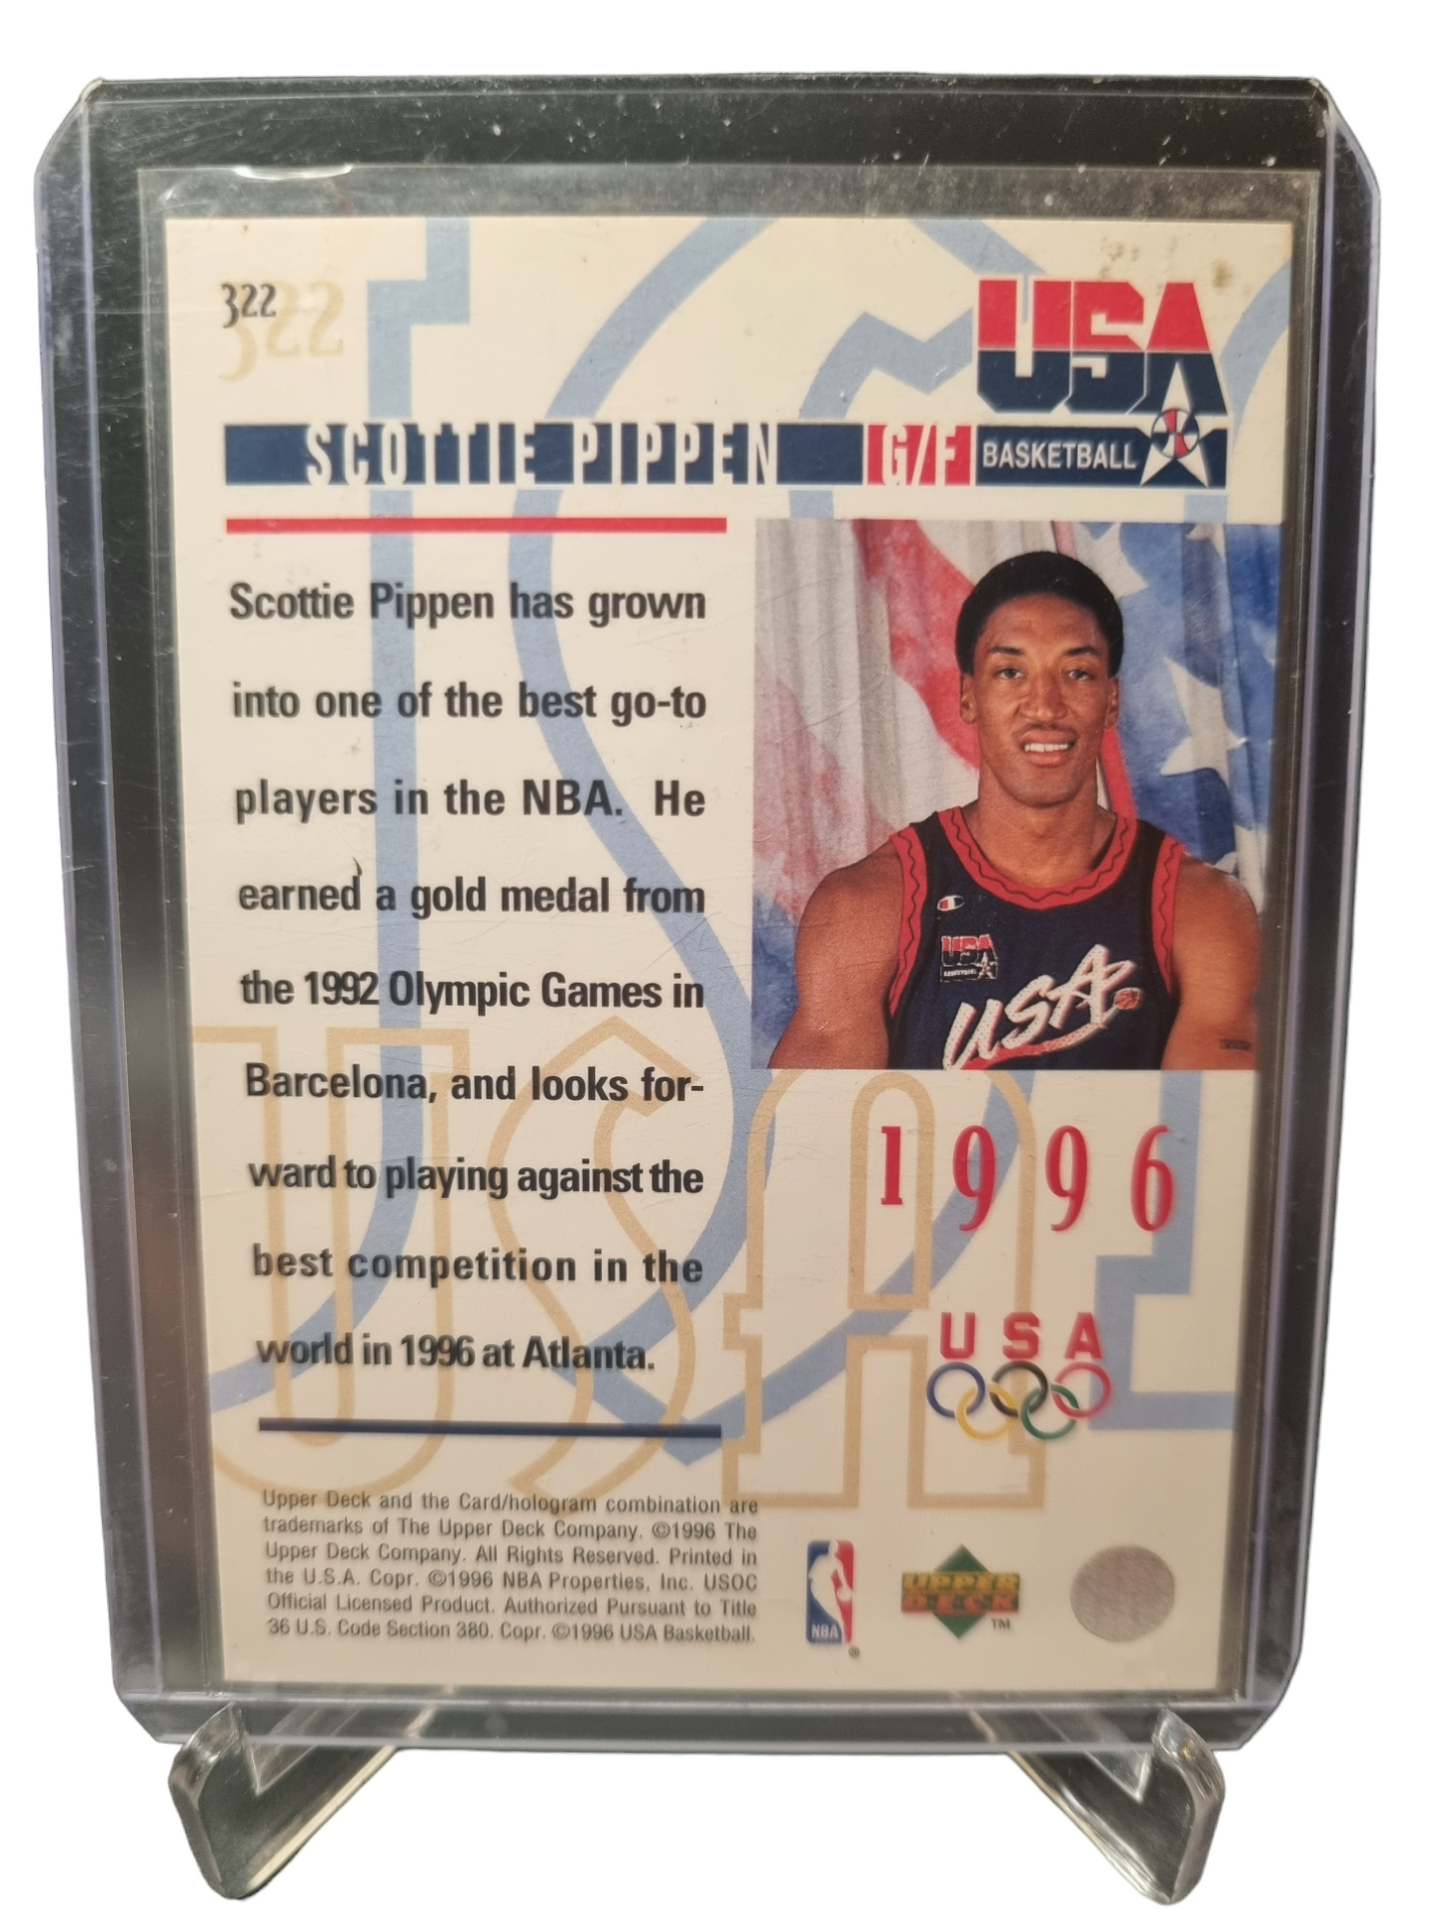 322
322
USA
SCOTTIE PIPPEN G/F BASKETBALL
Scottie Pippen has grown
into one of the best go-to
players in the NBA. He
earned a gold medal from
the 1992 Olympic Games in
Barcelona, and looks for-
ward to playing against the
best competition in the
world in 1996 at Atlanta.
USA
USA
1996
USA
USA
Upper Deck and the Card/hologram combination are
trademarks of The Upper Deck Company. ©1996 The
Upper Deck Company. All Rights Reserved. Printed in
the U.S.A. Copr. ©1996 NBA Properties, Inc. USOC
Official Licensed Product. Authorized Pursuant to Title
36 U.S. Code Section 380. Copr. ©1996 USA Basketball.
NBA ®
UPPER
DECK ™